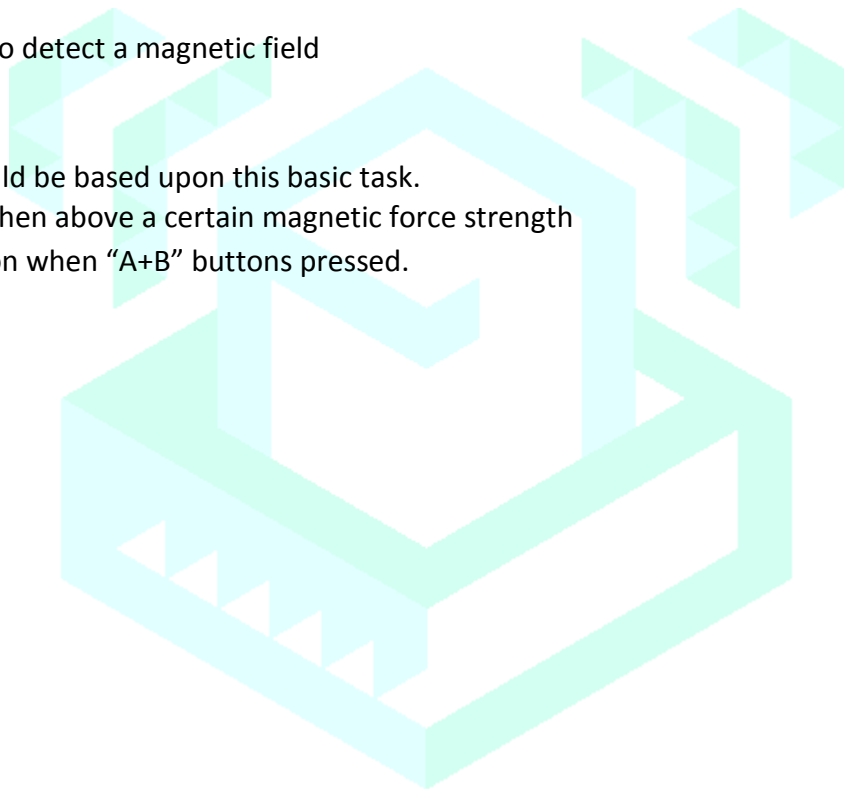 o detect a magnetic field
ld be based upon this basic task.
hen above a certain magnetic force strength
on when “A+B” buttons pressed.